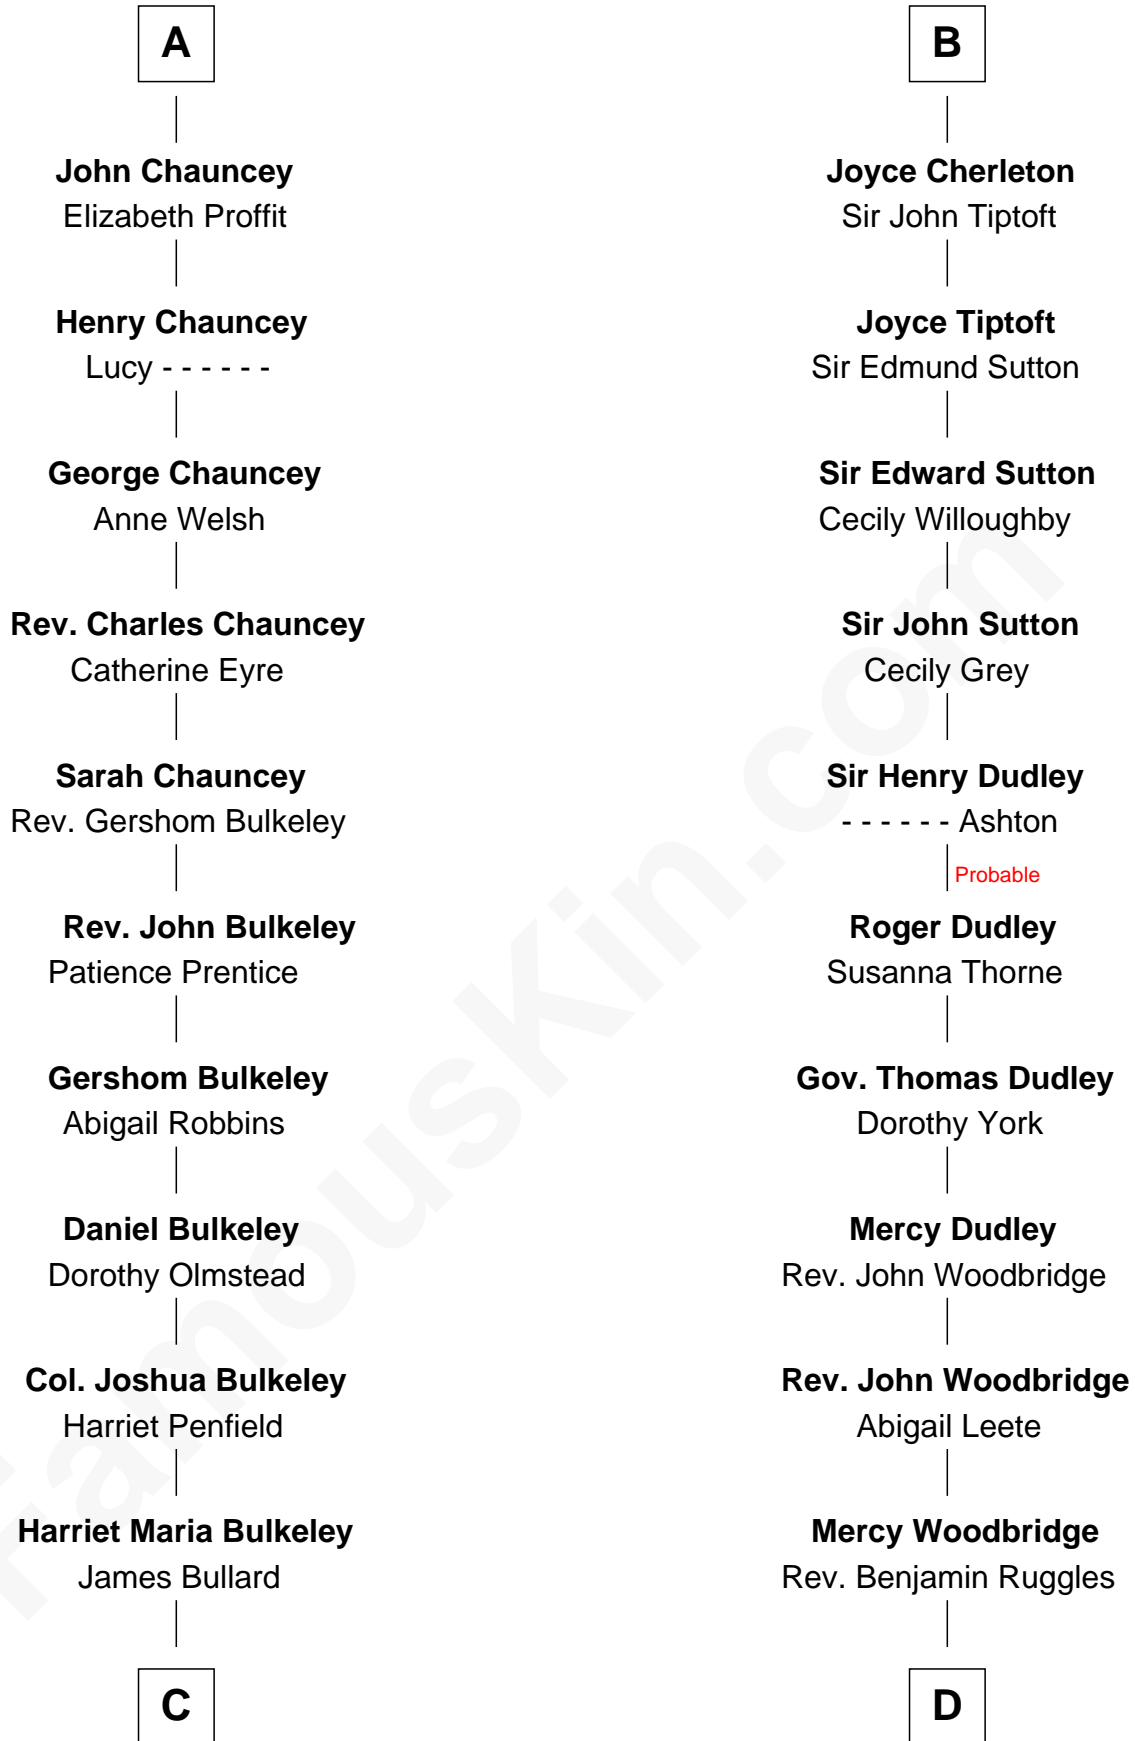 A
John Chauncey
Elizabeth Proffit
Henry Chauncey
Lucy - - - - - -
George Chauncey
Anne Welsh
Rev. Charles Chauncey
Catherine Eyre
Sarah Chauncey
Rev. Gershom Bulkeley
Rev. John Bulkeley
Patience Prentice
Gershom Bulkeley
Abigail Robbins
Daniel Bulkeley
Dorothy Olmstead
Col. Joshua Bulkeley
Harriet Penfield
Harriet Maria Bulkeley
James Bullard
C
B
Joyce Cherleton
Sir John Tiptoft
Joyce Tiptoft
Sir Edmund Sutton
Sir Edward Sutton
Cecily Willoughby
Sir John Sutton
Cecily Grey
Sir Henry Dudley
- - - - - - Ashton
Probable
Roger Dudley
Susanna Thorne
Gov. Thomas Dudley
Dorothy York
Mercy Dudley
Rev. John Woodbridge
Rev. John Woodbridge
Abigail Leete
Mercy Woodbridge
Rev. Benjamin Ruggles
D
FamousKin.com